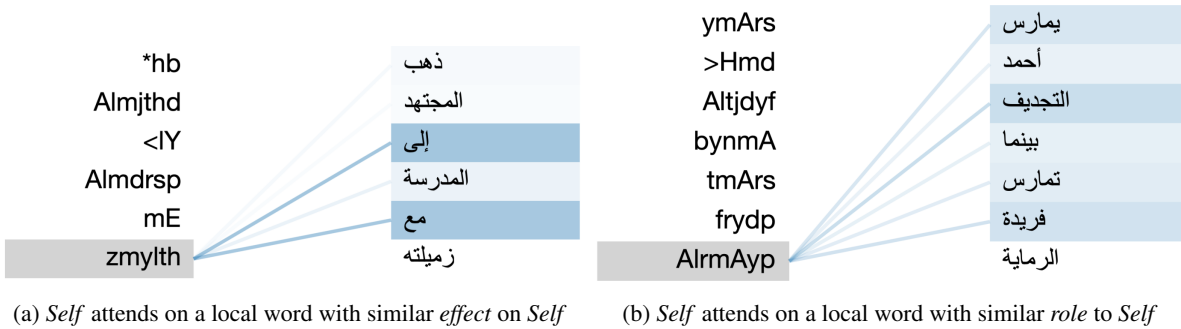 *hb ذهب
Almjthd المجتهد
<lY إلى
Almdrsp المدرسة
mE مع
zmylth زميلته
(a) Self attends on a local word with similar effect on Self
ymArs يمارس
>Hmd أحمد
Altjdyf التجديف
bynmA بينما
tmArs تمارس
frydp فريدة
AlrmAyp الرماية
(b) Self attends on a local word with similar role to Self